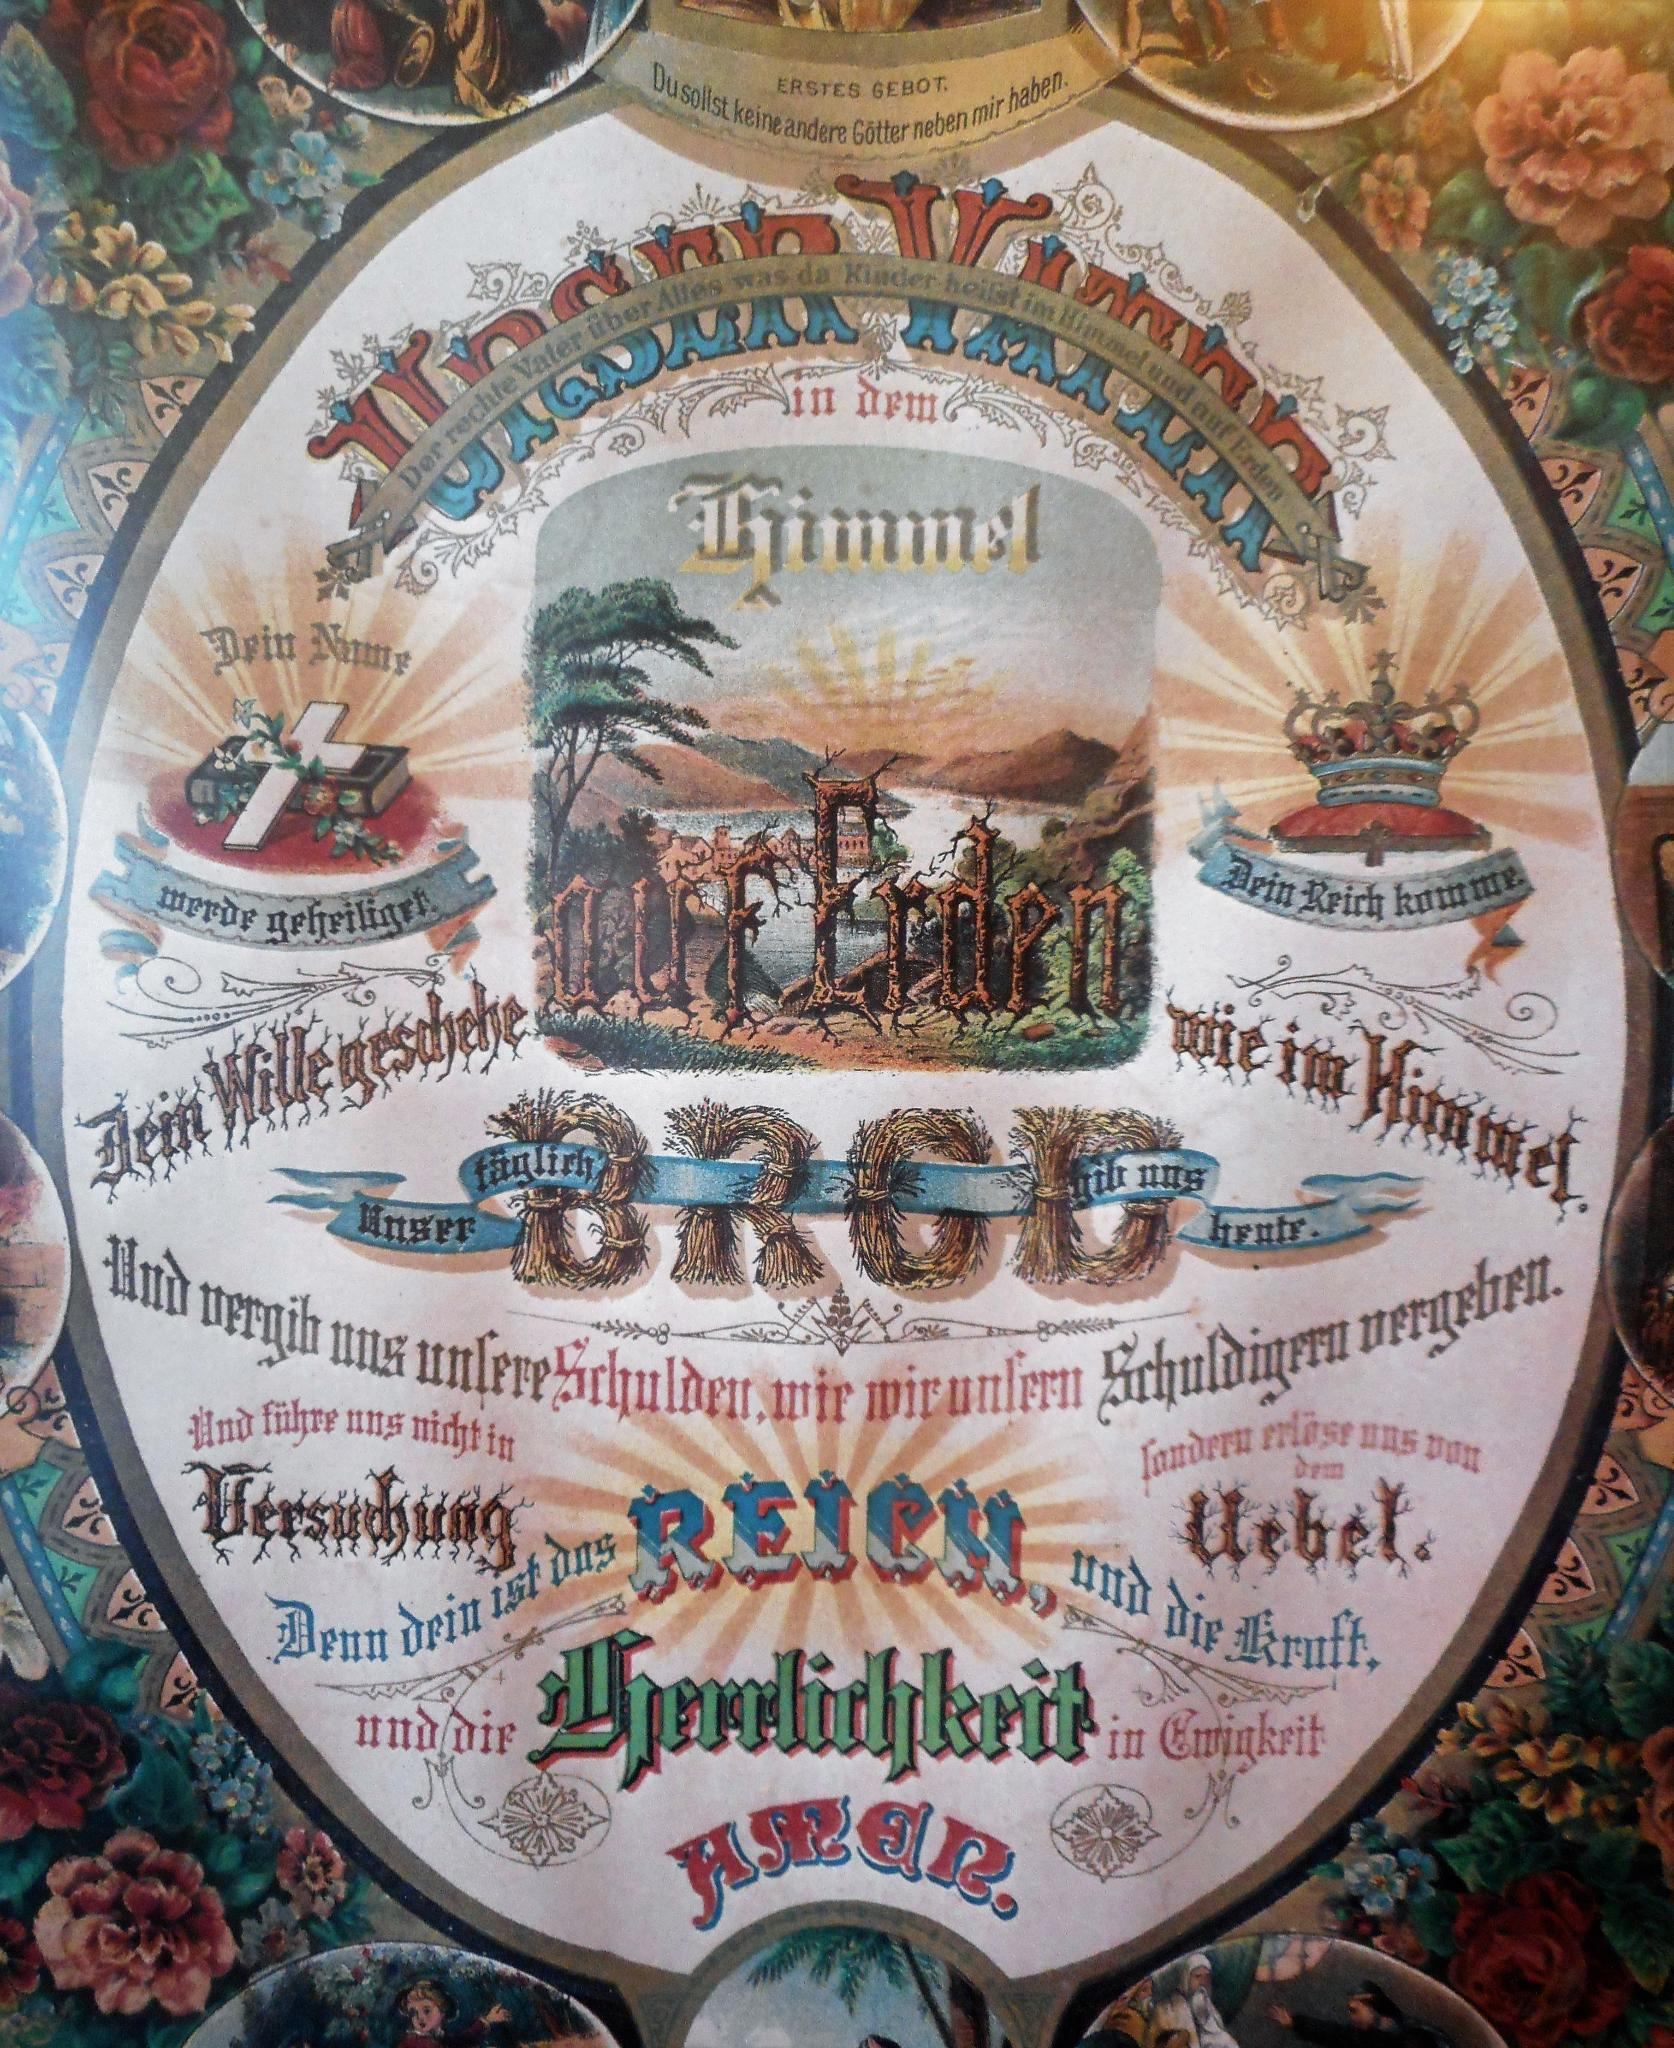 ERSTES GEBOT.
Du sollst keine andere Götter neben mir haben.
UNSER VATER
Der rechte Vater über Alles was da Kinder heisst im Himmel und auf Erden
in dem
Himmel
Dein Name
werde geheiliget.
Dein Reich komme.
Dein Wille geschehe
auf Erden
wie im Himmel.
Unser
täglich
BROD
gib uns
heute.
Und vergib uns unsere Schulden, wie wir unsern Schuldigern vergeben.
Und führe uns nicht in
Versuchung
sondern erlöse uns von
dem
Uebel.
Denn dein ist das
REICH,
und die Kraft,
und die Herrlichkeit in Ewigkeit
AMEN.